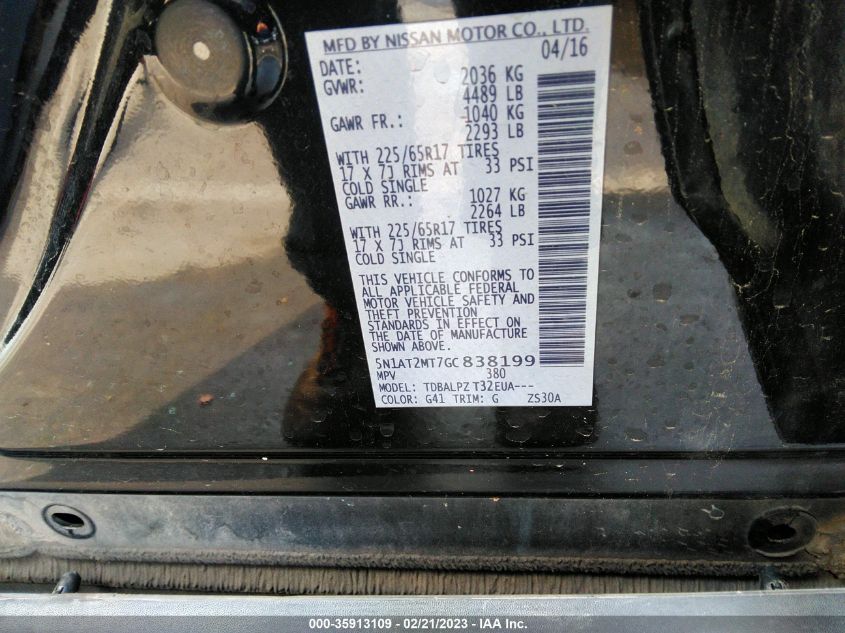 MFD BY NISSAN MOTOR CO., LTD.
DATE: 04/16
GVWR: 2036 KG
4489 LB
GAWR FR.: 1040 KG
2293 LB
WITH 225/65R17 TIRES
17 X 7J RIMS AT 33 PSI
COLD SINGLE
GAWR RR.: 1027 KG
2264 LB
WITH 225/65R17 TIRES
17 X 7J RIMS AT 33 PSI
COLD SINGLE
THIS VEHICLE CONFORMS TO
ALL APPLICABLE FEDERAL
MOTOR VEHICLE SAFETY AND
THEFT PREVENTION
STANDARDS IN EFFECT ON
THE DATE OF MANUFACTURE
SHOWN ABOVE.
5N1AT2MT7GC838199
MPV 380
MODEL: TDBALPZ T32EUA---
COLOR: G41 TRIM: G ZS30A
000-35913109 - 02/21/2023 - IAA Inc.